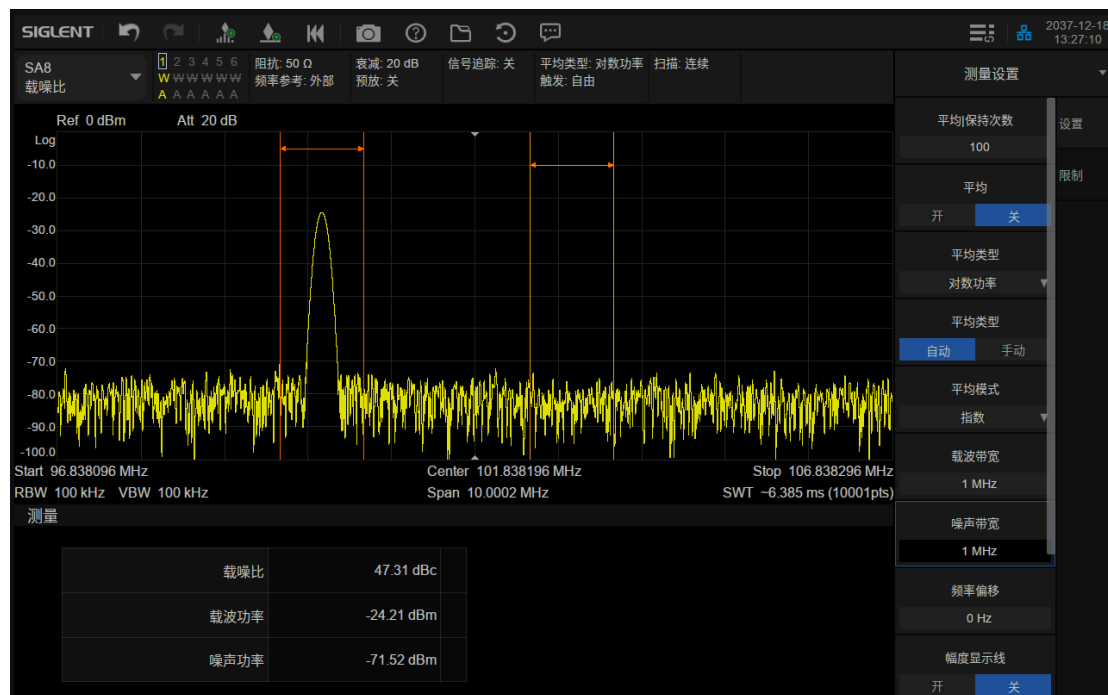 SIGLENT
2037-12-18
13:27:10
SA8
载噪比
1 2 3 4 5 6
W W W W W W
A A A A A A
阻抗: 50 Ω
频率参考: 外部
衰减: 20 dB
预放: 关
信号追踪: 关
平均类型: 对数功率
触发: 自由
扫描: 连续
Ref 0 dBm
Att 20 dB
Log
-10.0
-20.0
-30.0
-40.0
-50.0
-60.0
-70.0
-80.0
-90.0
-100.0
Start 96.838096 MHz
Center 101.838196 MHz
Stop 106.838296 MHz
RBW 100 kHz VBW 100 kHz
Span 10.0002 MHz
SWT ~6.385 ms (10001pts)
测量
载噪比 47.31 dBc
载波功率 -24.21 dBm
噪声功率 -71.52 dBm
测量设置
设置
限制
平均|保持次数
100
平均
开 关
平均类型
对数功率
平均类型
自动 手动
平均模式
指数
载波带宽
1 MHz
噪声带宽
1 MHz
频率偏移
0 Hz
幅度显示线
开 关